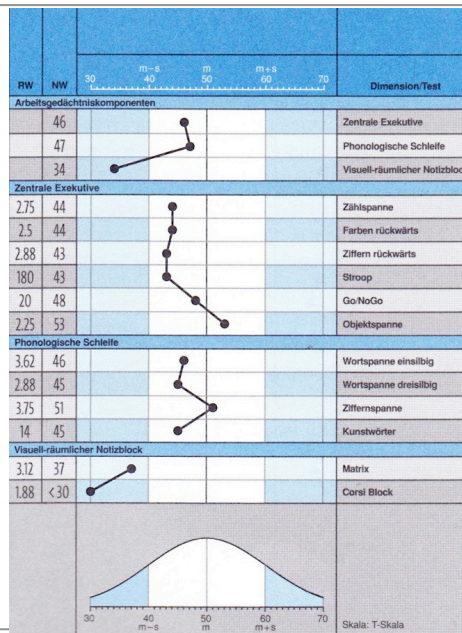 m−s m m+s
RW NW 30 40 50 60 70 Dimension/Test
Arbeitsgedächtniskomponenten
46 Zentrale Exekutive
47 Phonologische Schleife
34 Visuell-räumlicher Notizbloc
Zentrale Exekutive
2.75 44 Zählspanne
2.5 44 Farben rückwärts
2.88 43 Ziffern rückwärts
180 43 Stroop
20 48 Go/NoGo
2.25 53 Objektspanne
Phonologische Schleife
3.62 46 Wortspanne einsilbig
2.88 45 Wortspanne dreisilbig
3.75 51 Ziffernspanne
14 45 Kunstwörter
Visuell-räumlicher Notizblock
3.12 37 Matrix
1.88 <30 Corsi Block
30 40 50 60 70
m−s m m+s Skala: T-Skala